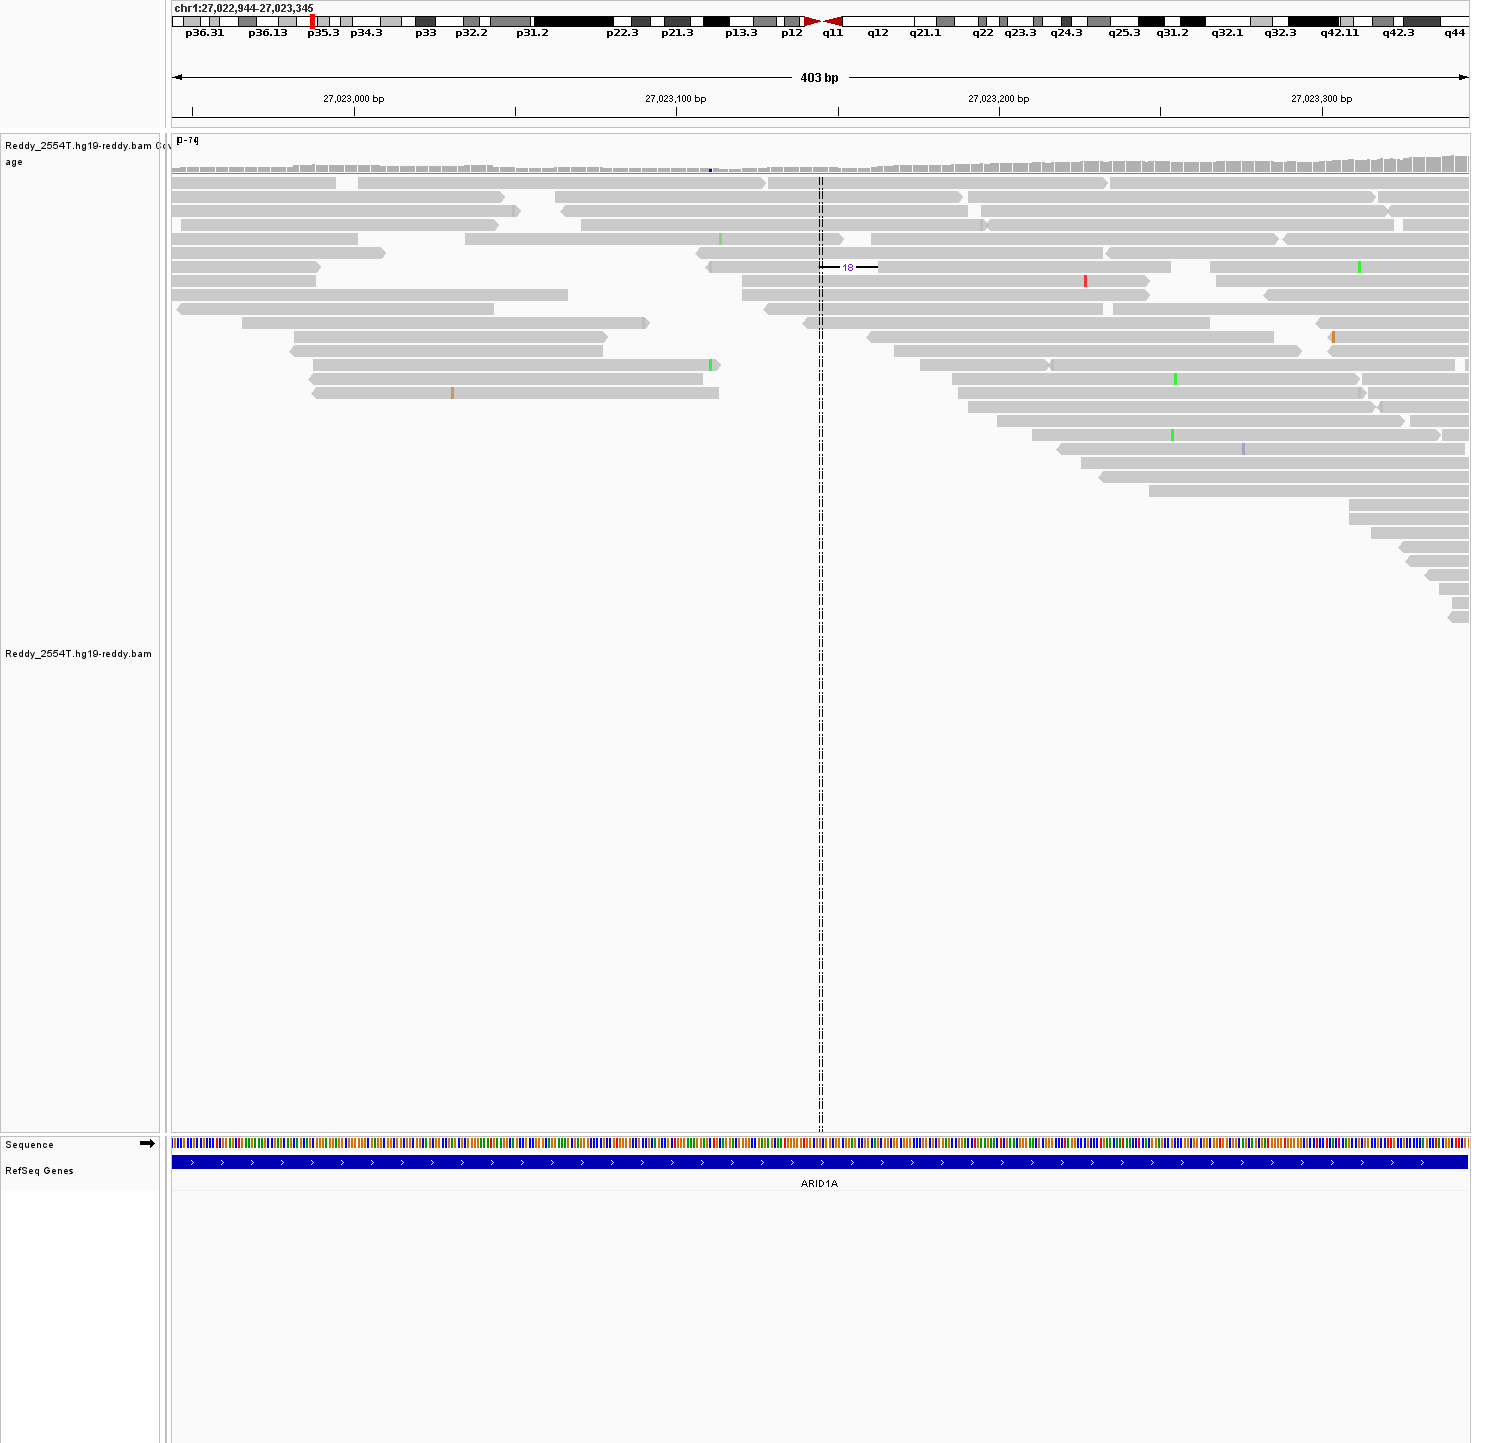 chr1:27,022,944-27,023,345
p36.31 p36.13 p35.3 p34.3 p33 p32.2 p31.2 p22.3 p21.3 p13.3 p12 q11 q12 q21.1 q22 q23.3 q24.3 q25.3 q31.2 q32.1 q32.3 q42.11 q42.3 q44
403 bp
27,023,000 bp 27,023,100 bp 27,023,200 bp 27,023,300 bp
[0-74]
Reddy_2554T.hg19-reddy.bam Cov
age
18
Reddy_2554T.hg19-reddy.bam
Sequence
RefSeq Genes
ARID1A